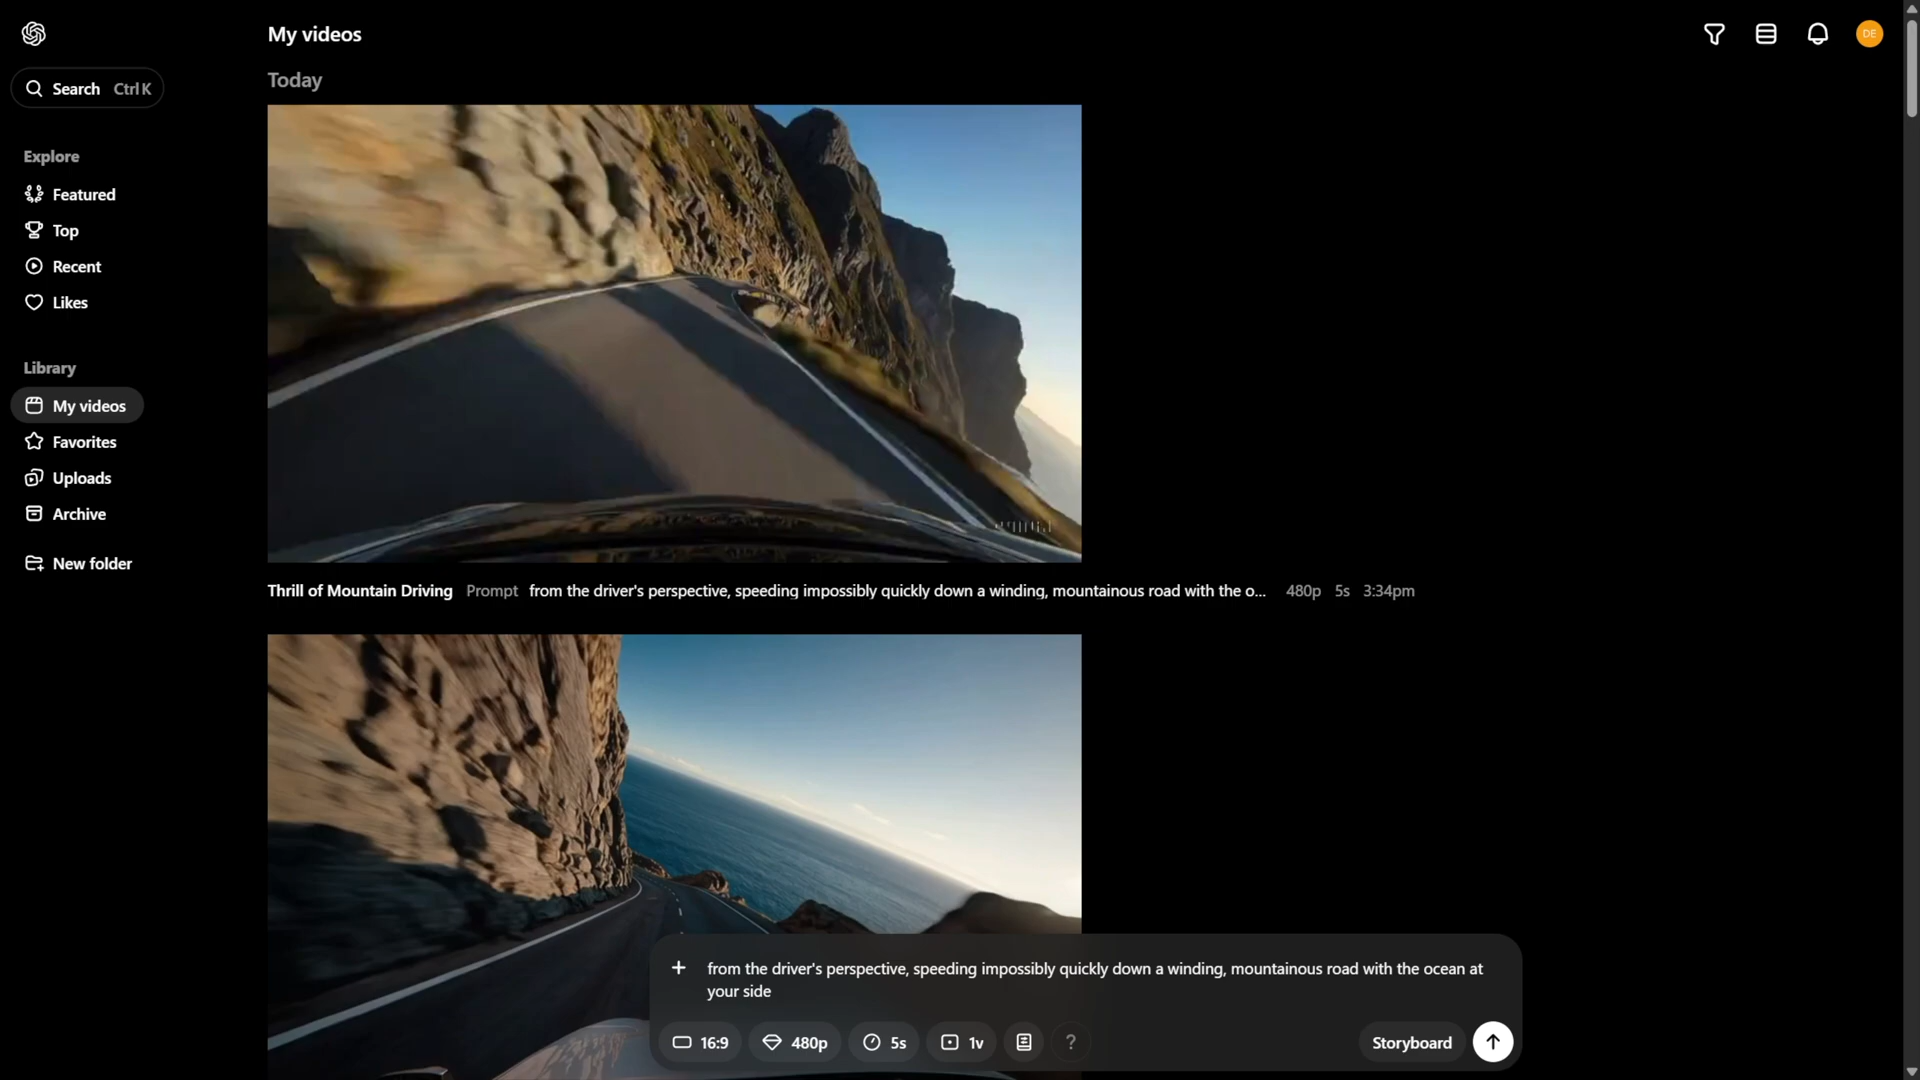 My videos
DE
Search Ctrl K
Today
Explore
Featured
Top
Recent
Likes
Library
My videos
Favorites
Uploads
Archive
New folder
Thrill of Mountain Driving Prompt from the driver's perspective, speeding impossibly quickly down a winding, mountainous road with the o... 480p 5s 3:34pm
from the driver's perspective, speeding impossibly quickly down a winding, mountainous road with the ocean at
your side
16:9 480p 5s 1v ? Storyboard